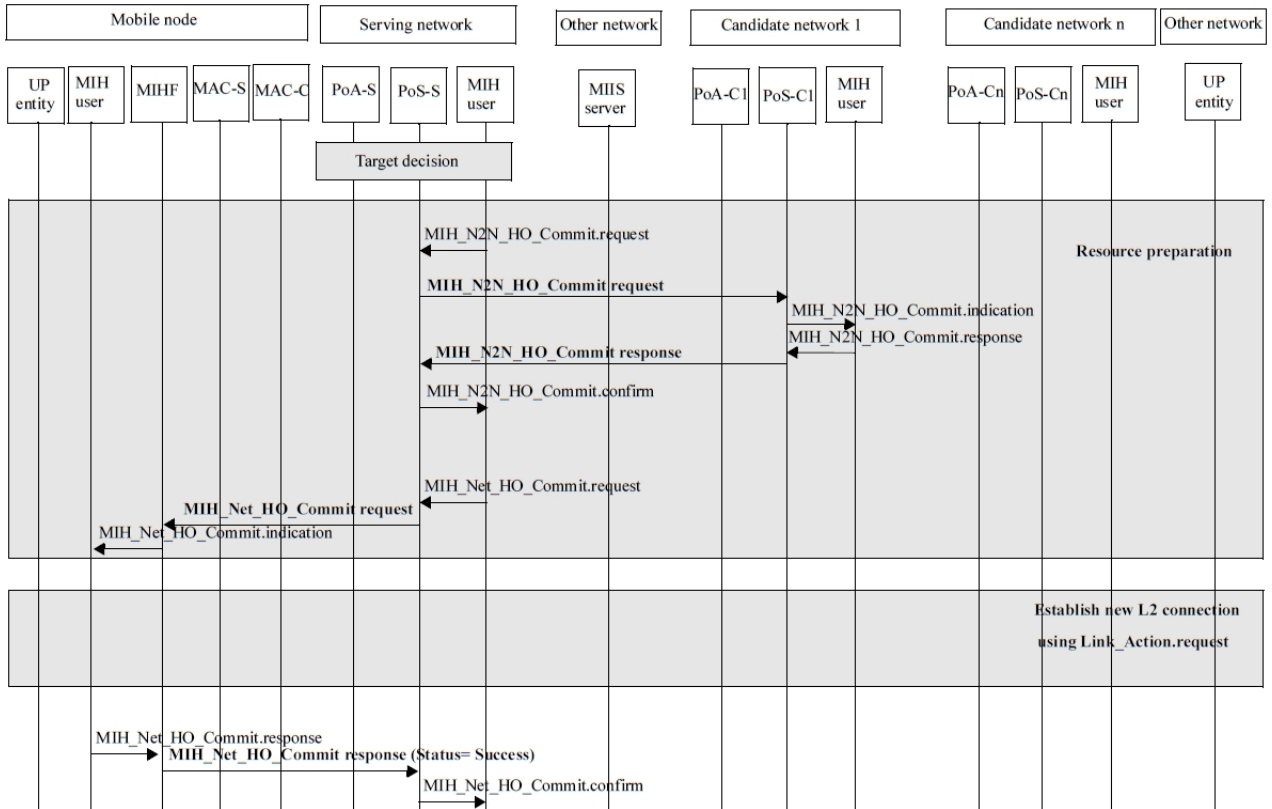 Mobile node
Serving network
Other network
Candidate network 1
Candidate network n
Other network
UP
entity
MIH
user
MIHF
MAC-S
MAC-C
PoA-S
PoS-S
MIH
user
MIIS
server
PoA-C1
PoS-C1
MIH
user
PoA-Cn
PoS-Cn
MIH
user
UP
entity
Target decision
MIH_N2N_HO_Commit.request
Resource preparation
MIH_N2N_HO_Commit request
MIH_N2N_HO_Commit.indication
MIH_N2N_HO_Commit.response
MIH_N2N_HO_Commit response
MIH_N2N_HO_Commit.confirm
MIH_Net_HO_Commit.request
MIH_Net_HO_Commit request
MIH_Net_HO_Commit.indication
Establish new L2 connection
using Link_Action.request
MIH_Net_HO_Commit.response
MIH_Net_HO_Commit response (Status= Success)
MIH_Net_HO_Commit.confirm